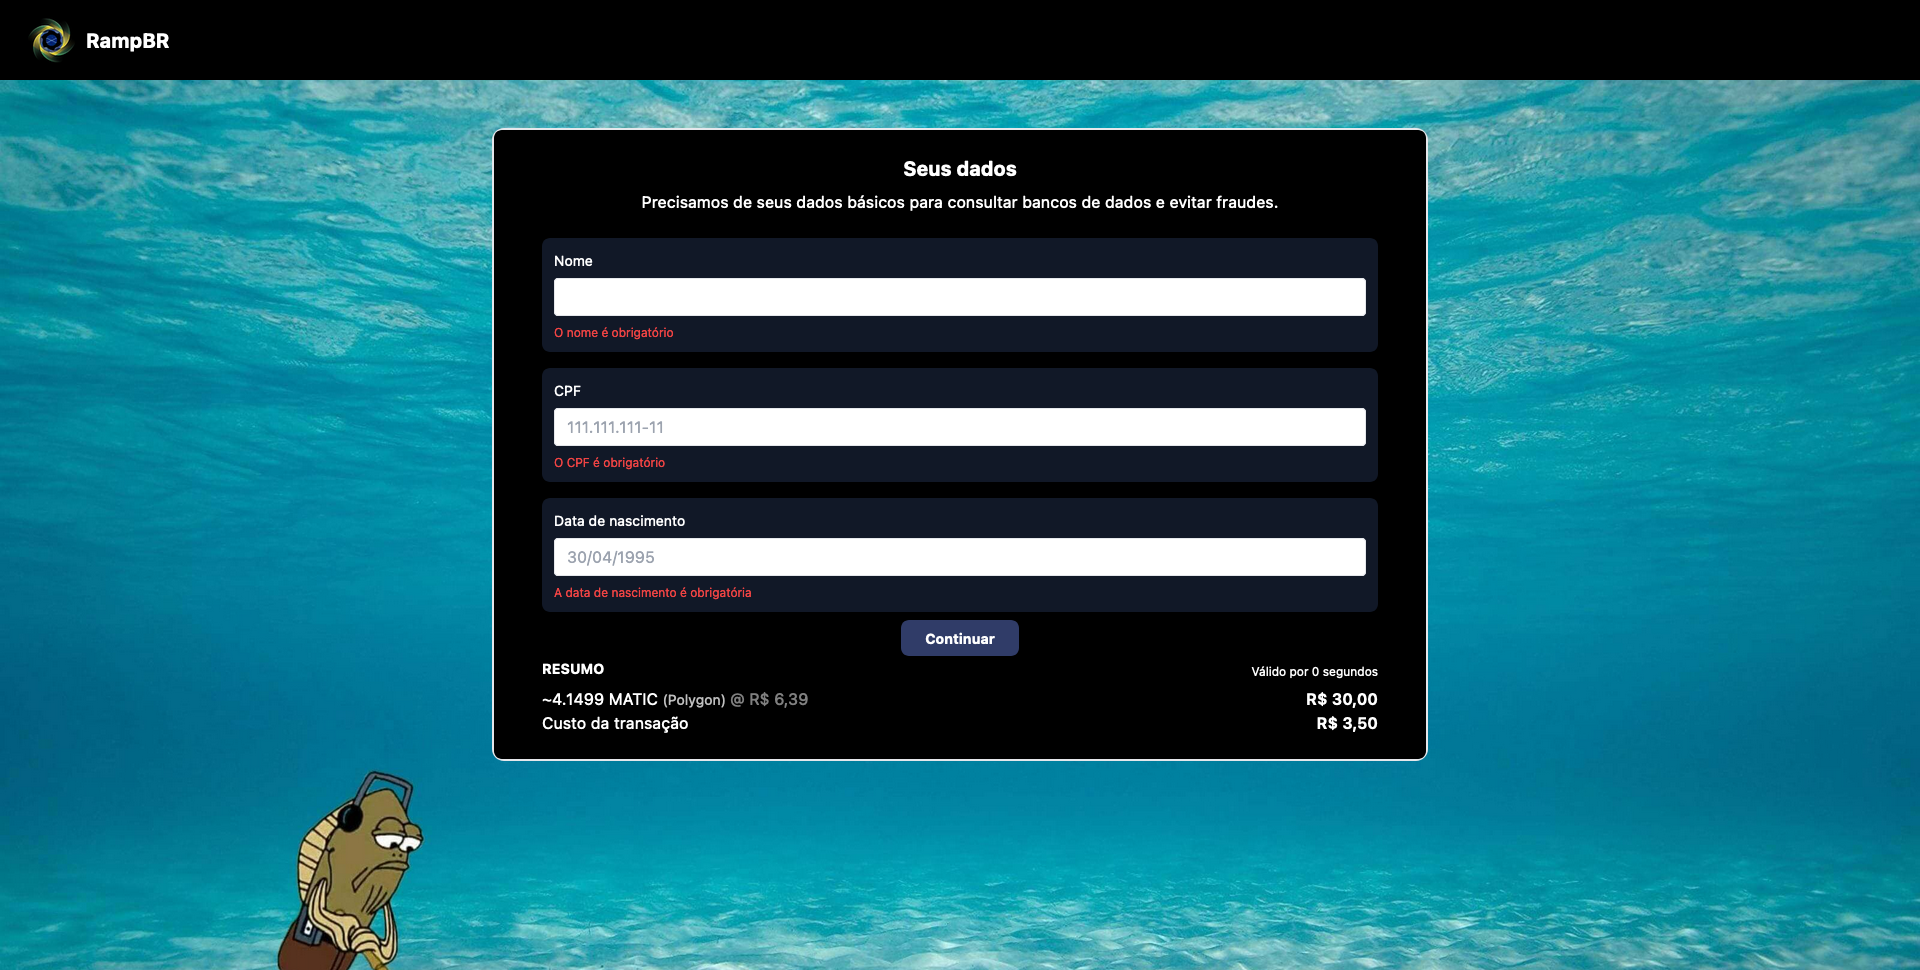 RampBR
Seus dados
Precisamos de seus dados básicos para consultar bancos de dados e evitar fraudes.
Nome
O nome é obrigatório
CPF
111.111.111-11
O CPF é obrigatório
Data de nascimento
30/04/1995
A data de nascimento é obrigatória
Continuar
RESUMO Válido por 0 segundos
~4.1499 MATIC (Polygon) @ R$ 6,39 R$ 30,00
Custo da transação R$ 3,50